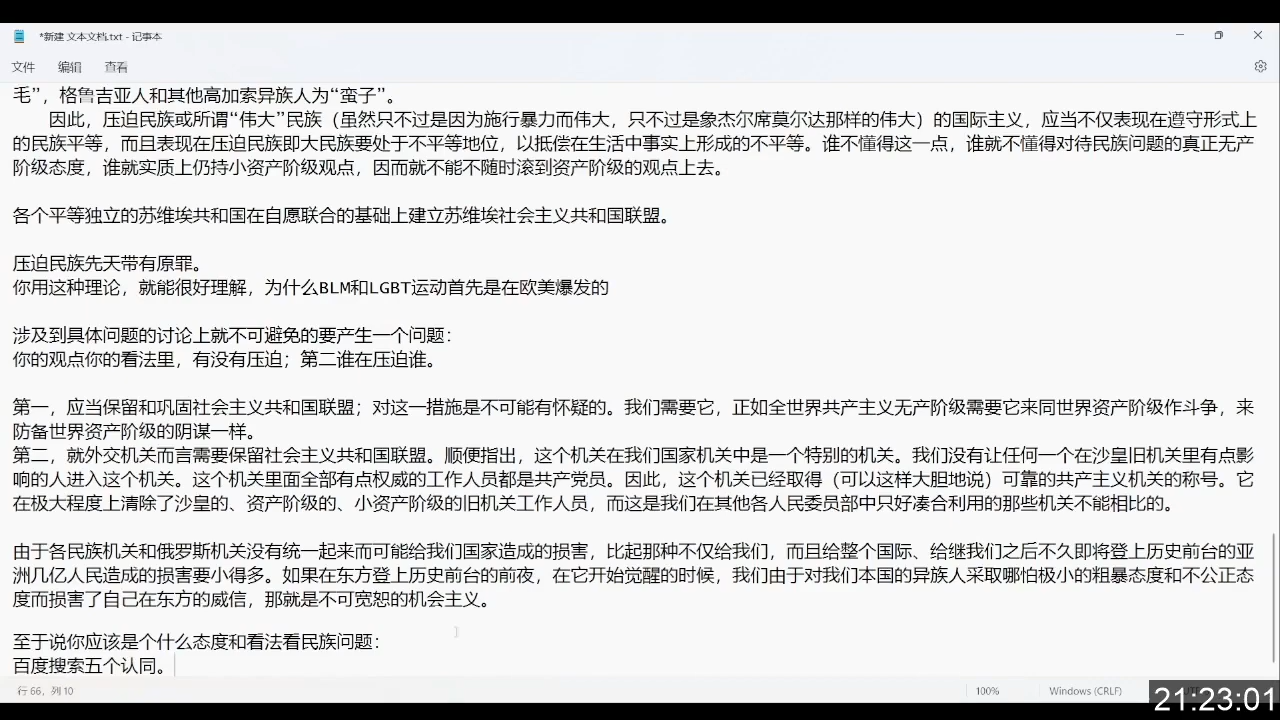 *新建 文本文档.txt - 记事本
文件 编辑 查看
毛”，格鲁吉亚人和其他高加索异族人为“蛮子”。
因此，压迫民族或所谓“伟大”民族（虽然只不过是因为施行暴力而伟大，只不过是象杰尔席莫尔达那样的伟大）的国际主义，应当不仅表现在遵守形式上
的民族平等，而且表现在压迫民族即大民族要处于不平等地位，以抵偿在生活中事实上形成的不平等。谁不懂得这一点，谁就不懂得对待民族问题的真正无产
阶级态度，谁就实质上仍持小资产阶级观点，因而就不能不随时滚到资产阶级的观点上去。
各个平等独立的苏维埃共和国在自愿联合的基础上建立苏维埃社会主义共和国联盟。
压迫民族先天带有原罪。
你用这种理论，就能很好理解，为什么BLM和LGBT运动首先是在欧美爆发的
涉及到具体问题的讨论上就不可避免的要产生一个问题：
你的观点你的看法里，有没有压迫；第二谁在压迫谁。
第一，应当保留和巩固社会主义共和国联盟；对这一措施是不可能有怀疑的。我们需要它，正如全世界共产主义无产阶级需要它来同世界资产阶级作斗争，来
防备世界资产阶级的阴谋一样。
第二，就外交机关而言需要保留社会主义共和国联盟。顺便指出，这个机关在我们国家机关中是一个特别的机关。我们没有让任何一个在沙皇旧机关里有点影
响的人进入这个机关。这个机关里面全部有点权威的工作人员都是共产党员。因此，这个机关已经取得（可以这样大胆地说）可靠的共产主义机关的称号。它
在极大程度上清除了沙皇的、资产阶级的、小资产阶级的旧机关工作人员，而这是我们在其他各人民委员部中只好凑合利用的那些机关不能相比的。
由于各民族机关和俄罗斯机关没有统一起来而可能给我们国家造成的损害，比起那种不仅给我们，而且给整个国际、给继我们之后不久即将登上历史前台的亚
洲几亿人民造成的损害要小得多。如果在东方登上历史前台的前夜，在它开始觉醒的时候，我们由于对我们本国的异族人采取哪怕极小的粗暴态度和不公正态
度而损害了自己在东方的威信，那就是不可宽恕的机会主义。
至于说你应该是个什么态度和看法看民族问题：
百度搜索五个认同。
行 66，列 10 100% Windows (CRLF)
21:23:01